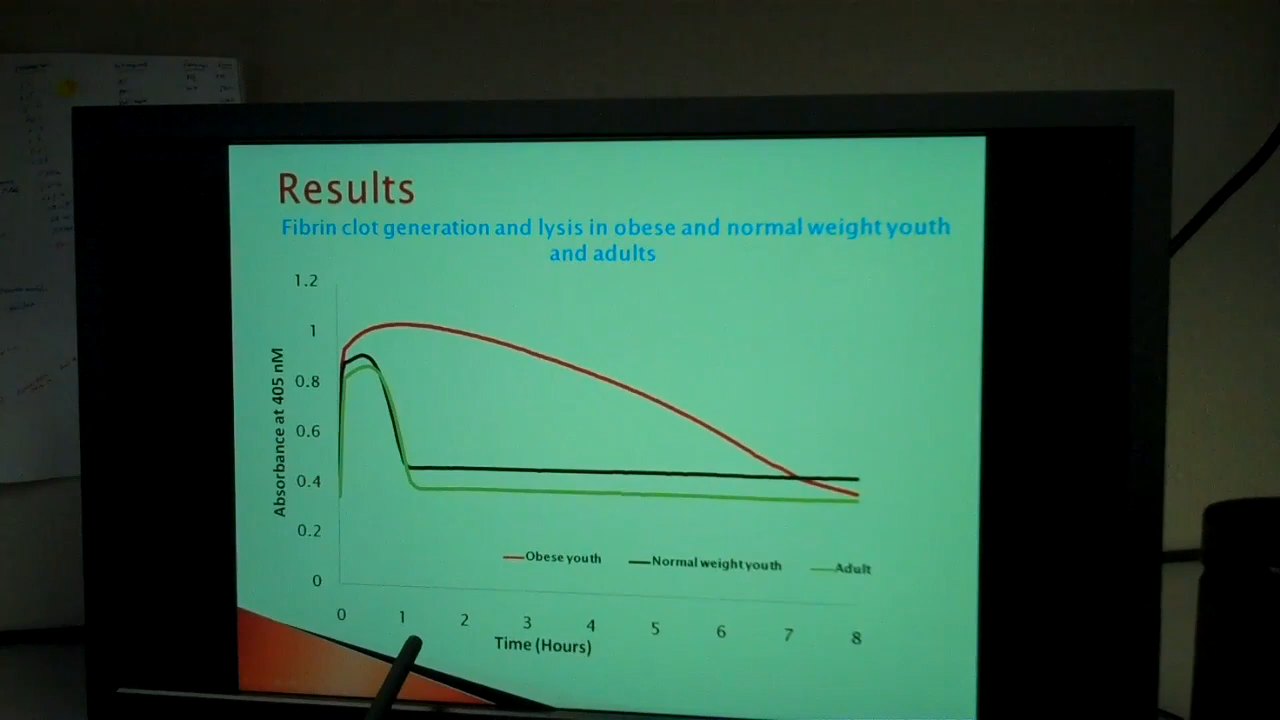 Results
Fibrin clot generation and lysis in obese and normal weight youth
and adults
1.2
1
0.8
0.6
0.4
0.2
0
Absorbance at 405 nM
Obese youth Normal weight youth Adult
0 1 2 3 4 5 6 7 8
Time (Hours)